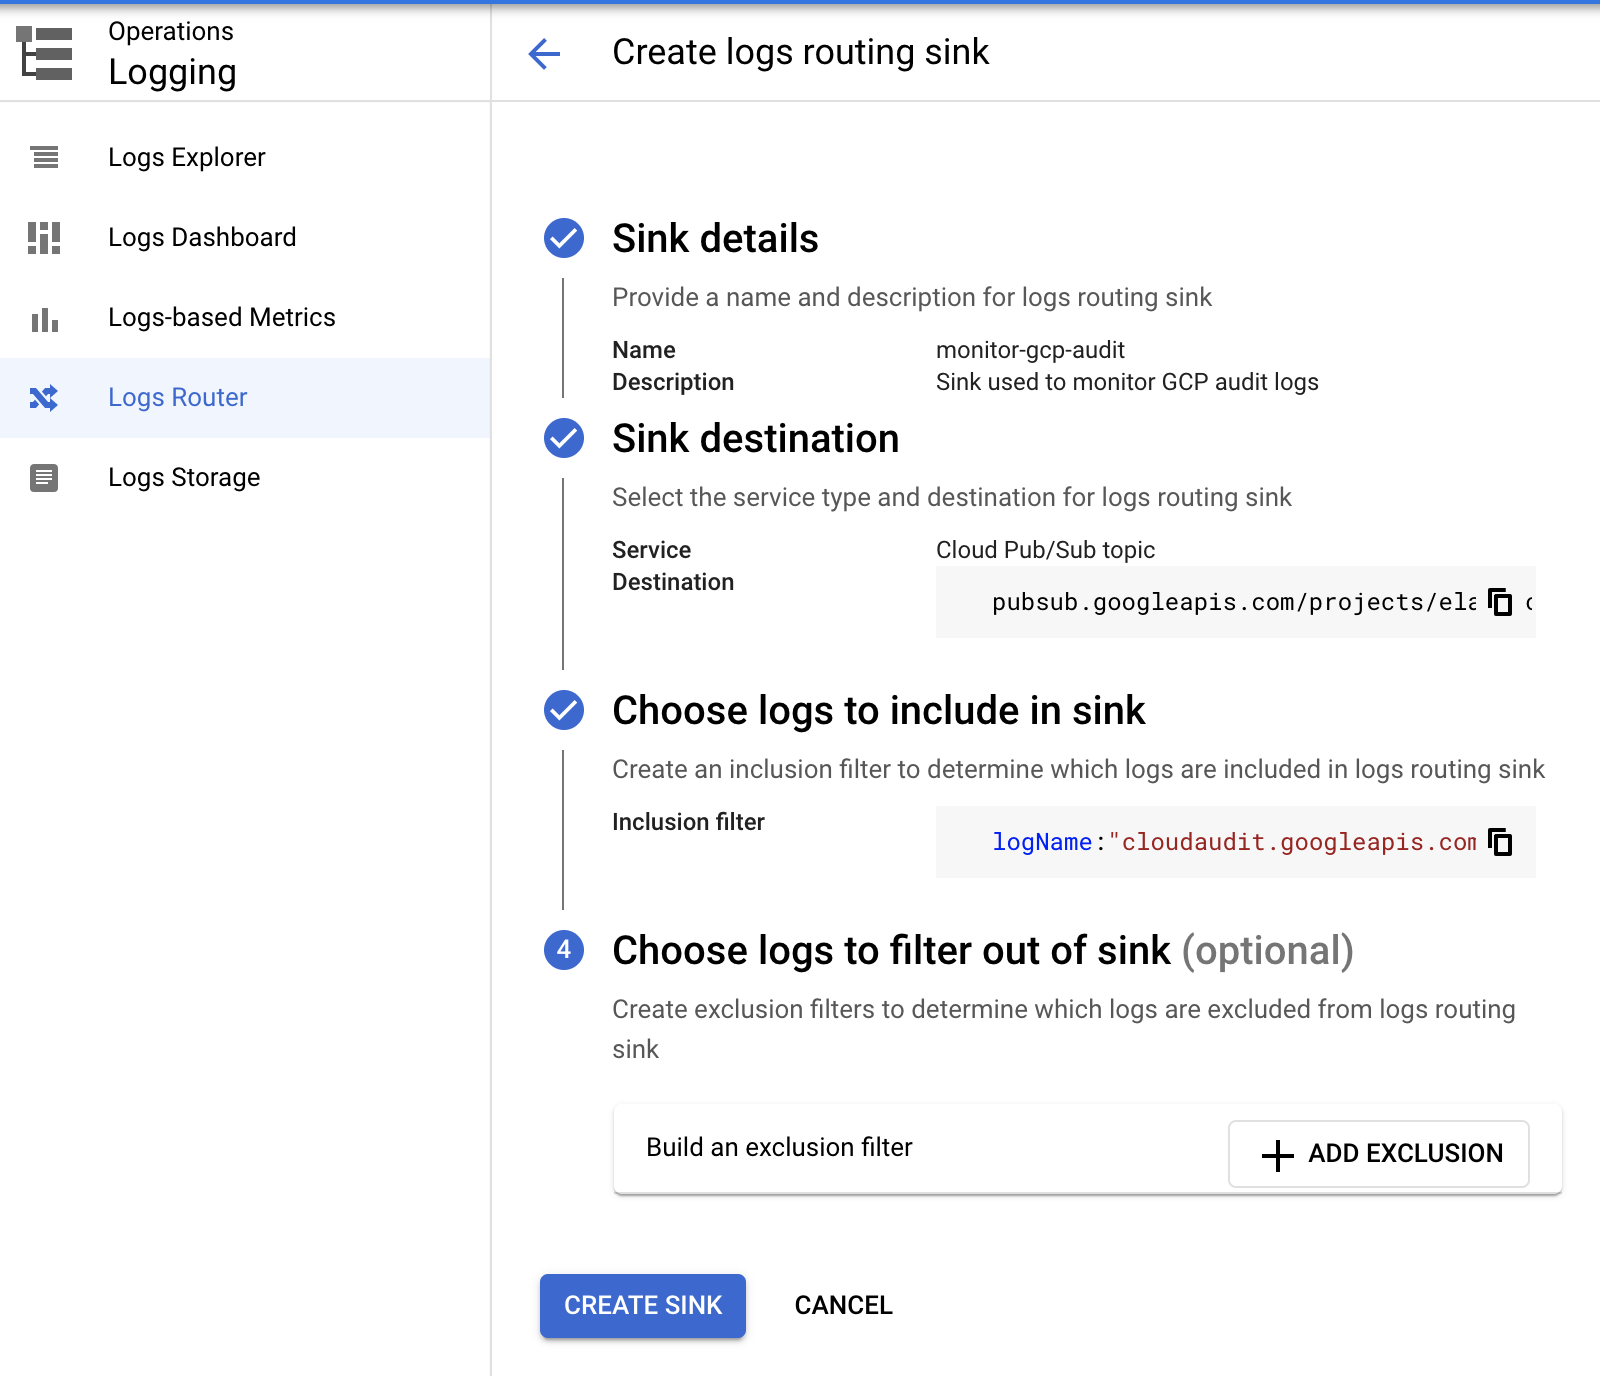 Operations
Logging
Create logs routing sink
Logs Explorer
Logs Dashboard
Logs-based Metrics
Logs Router
Logs Storage
Sink details
Provide a name and description for logs routing sink
Name monitor-gcp-audit
Description Sink used to monitor GCP audit logs
Sink destination
Select the service type and destination for logs routing sink
Service Cloud Pub/Sub topic
Destination
pubsub.googleapis.com/projects/ela
Choose logs to include in sink
Create an inclusion filter to determine which logs are included in logs routing sink
Inclusion filter
logName:"cloudaudit.googleapis.com
4 Choose logs to filter out of sink (optional)
Create exclusion filters to determine which logs are excluded from logs routing
sink
Build an exclusion filter
ADD EXCLUSION
CREATE SINK CANCEL